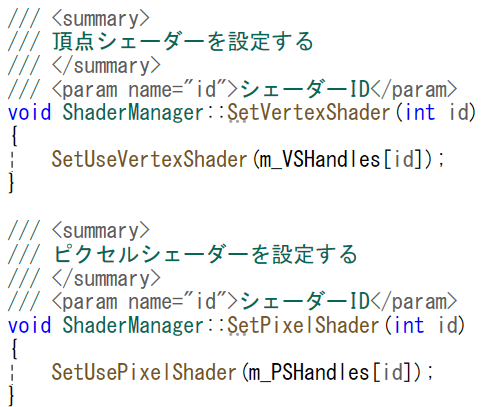 /// <summary>
/// 頂点シェーダーを設定する
/// </summary>
/// <param name="id">シェーダーID</param>
void ShaderManager::SetVertexShader(int id)
{
    SetUseVertexShader(m_VSHandles[id]);
}

/// <summary>
/// ピクセルシェーダーを設定する
/// </summary>
/// <param name="id">シェーダーID</param>
void ShaderManager::SetPixelShader(int id)
{
    SetUsePixelShader(m_PSHandles[id]);
}